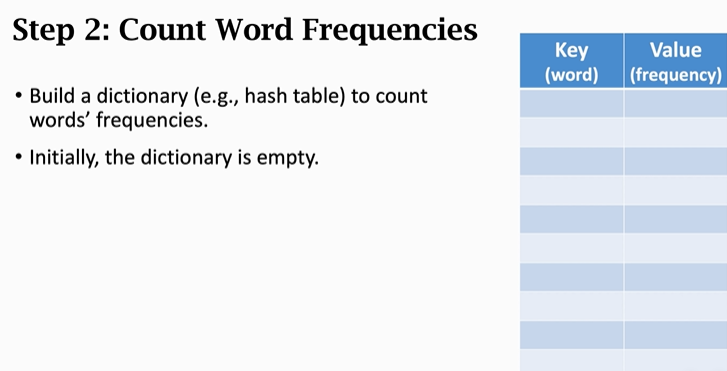 Step 2: Count Word Frequencies
• Build a dictionary (e.g., hash table) to count
words’ frequencies.
• Initially, the dictionary is empty.
Key Value
(word) (frequency)